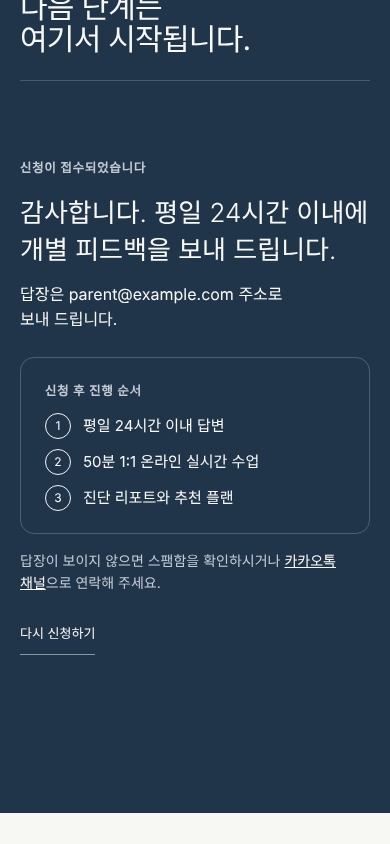 다음 단계는
여기서 시작됩니다.
신청이 접수되었습니다
감사합니다. 평일 24시간 이내에
개별 피드백을 보내 드립니다.
답장은 parent@example.com 주소로
보내 드립니다.
신청 후 진행 순서
1 평일 24시간 이내 답변
2 50분 1:1 온라인 실시간 수업
3 진단 리포트와 추천 플랜
답장이 보이지 않으면 스팸함을 확인하시거나 카카오톡
채널으로 연락해 주세요.
다시 신청하기